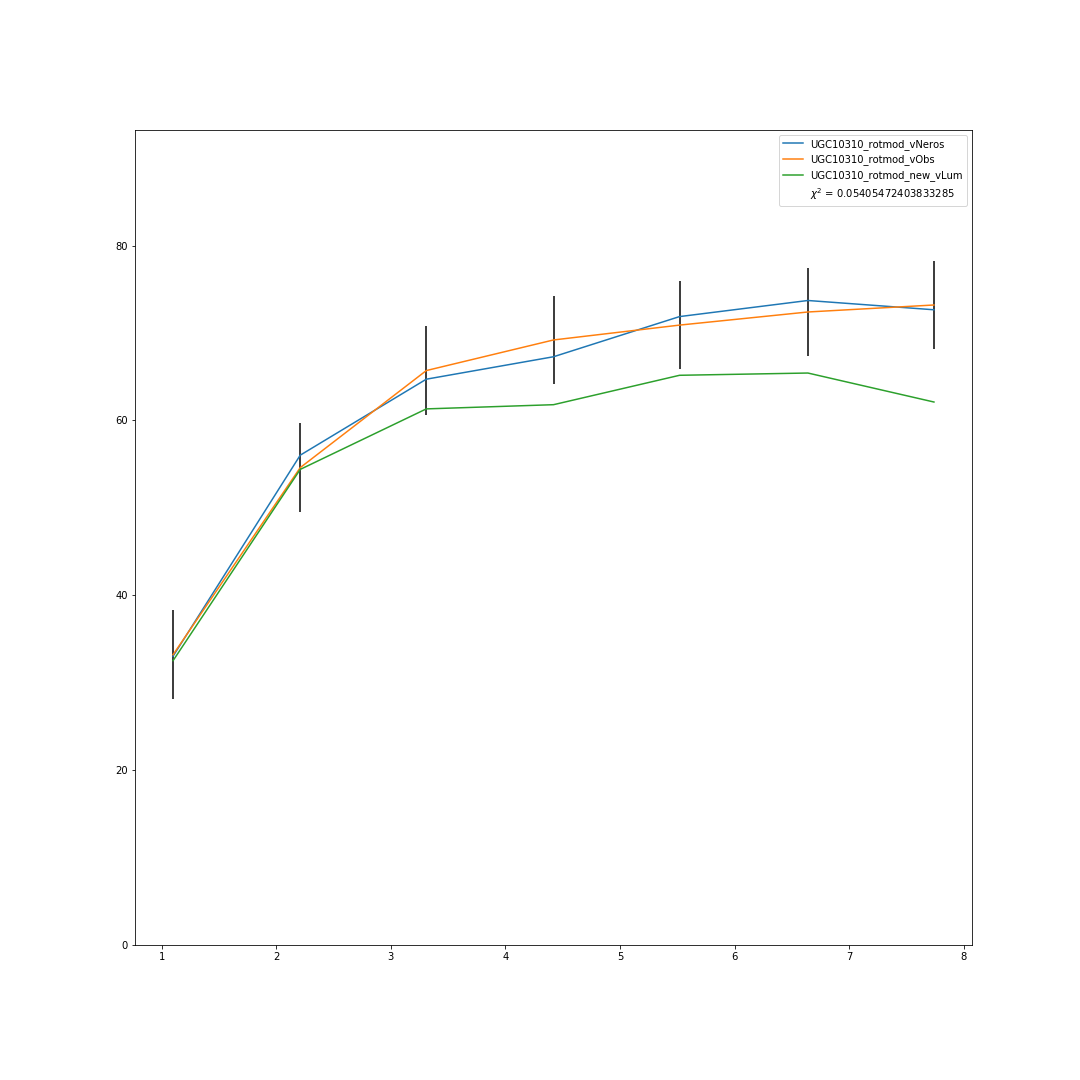 UGC10310_rotmod_vNeros
UGC10310_rotmod_vObs
UGC10310_rotmod_new_vLum
χ² = 0.05405472403833285
80
60
40
20
0
1 2 3 4 5 6 7 8